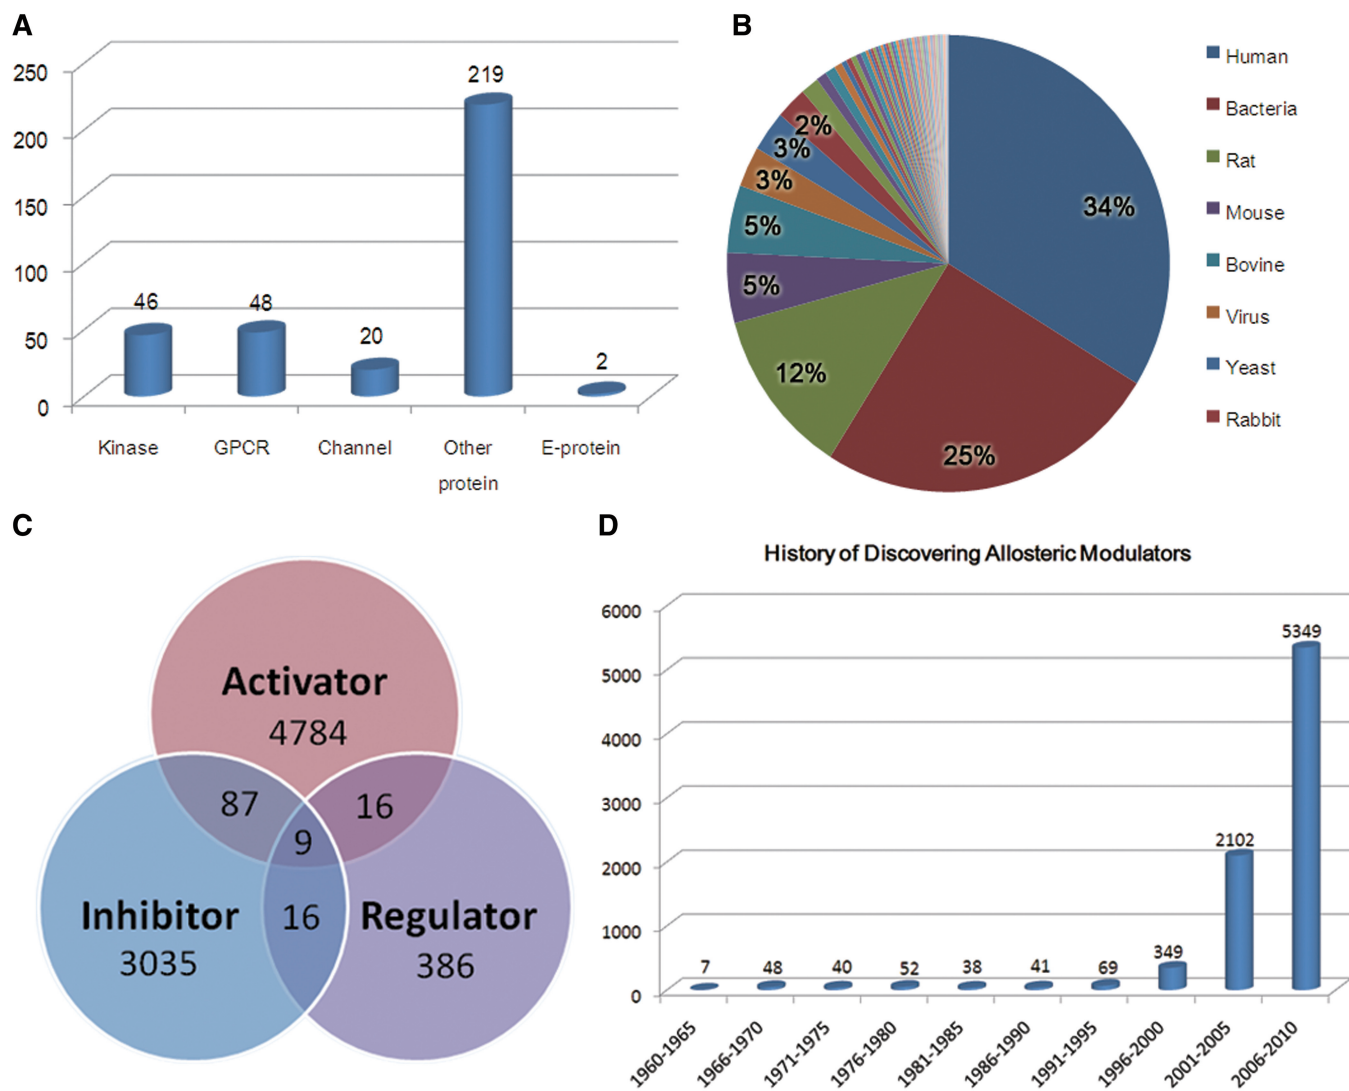 A
250
200
150
100
50
0
46
48
20
219
2
Kinase
GPCR
Channel
Other
protein
E-protein
B
34%
25%
12%
5%
5%
3%
3%
2%
Human
Bacteria
Rat
Mouse
Bovine
Virus
Yeast
Rabbit
C
Activator
4784
87
16
9
Inhibitor
3035
16
Regulator
386
D
History of Discovering Allosteric Modulators
6000
5000
4000
3000
2000
1000
0
7
48
40
52
38
41
69
349
2102
5349
1960-1965
1966-1970
1971-1975
1976-1980
1981-1985
1986-1990
1991-1995
1996-2000
2001-2005
2006-2010